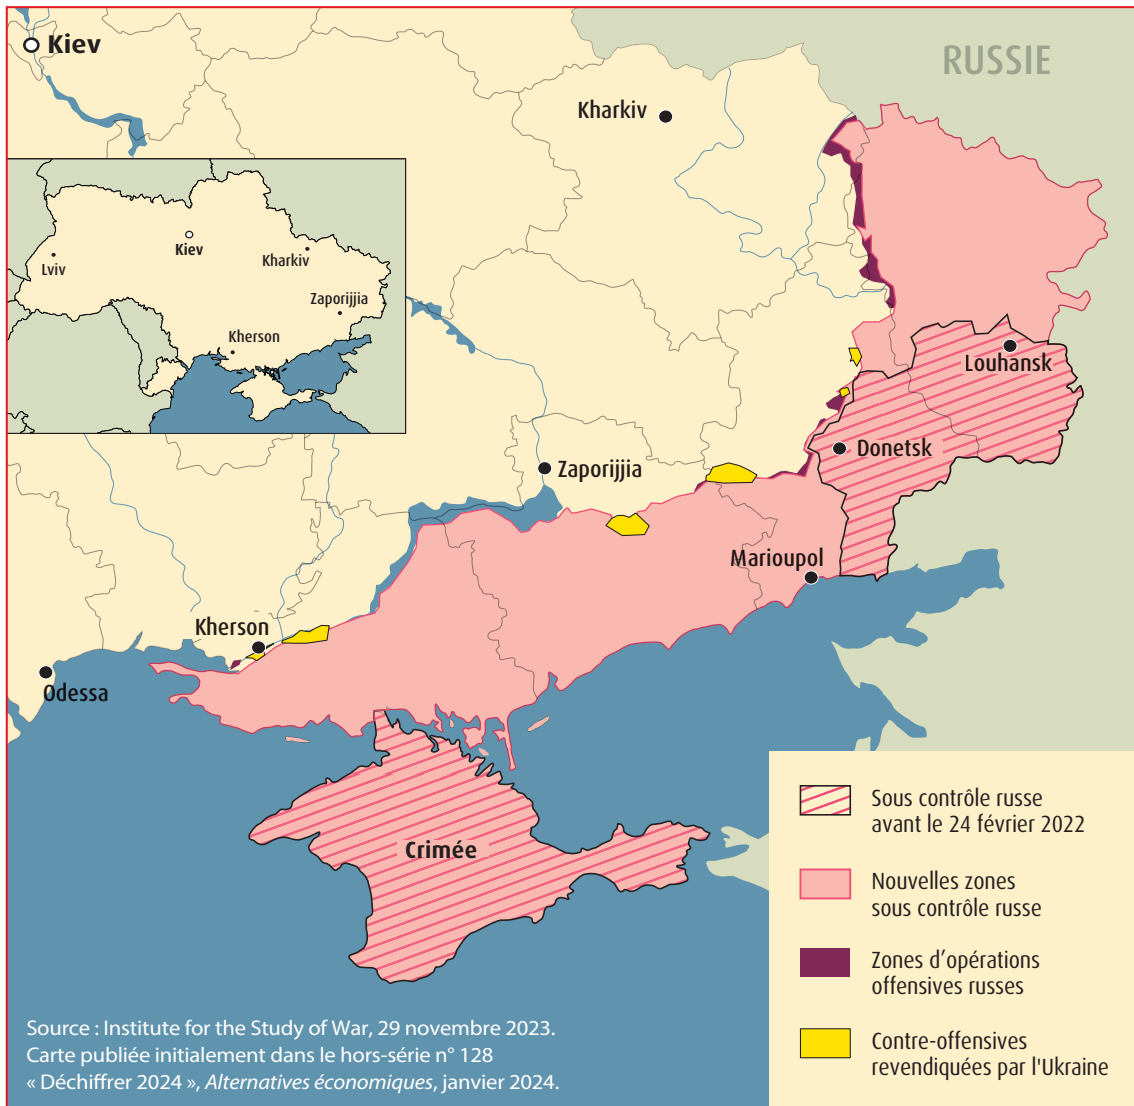 Kiev
RUSSIE
Kharkiv
Kiev
Lviv
Kharkiv
Zaporijjia
Kherson
Louhansk
Donetsk
Zaporijjia
Marioupol
Kherson
Odessa
Crimée
Sous contrôle russe
avant le 24 février 2022
Nouvelles zones
sous contrôle russe
Zones d’opérations
offensives russes
Contre-offensives
revendiquées par l'Ukraine
Source : Institute for the Study of War, 29 novembre 2023.
Carte publiée initialement dans le hors-série n° 128
« Déchiffrer 2024 », Alternatives économiques, janvier 2024.